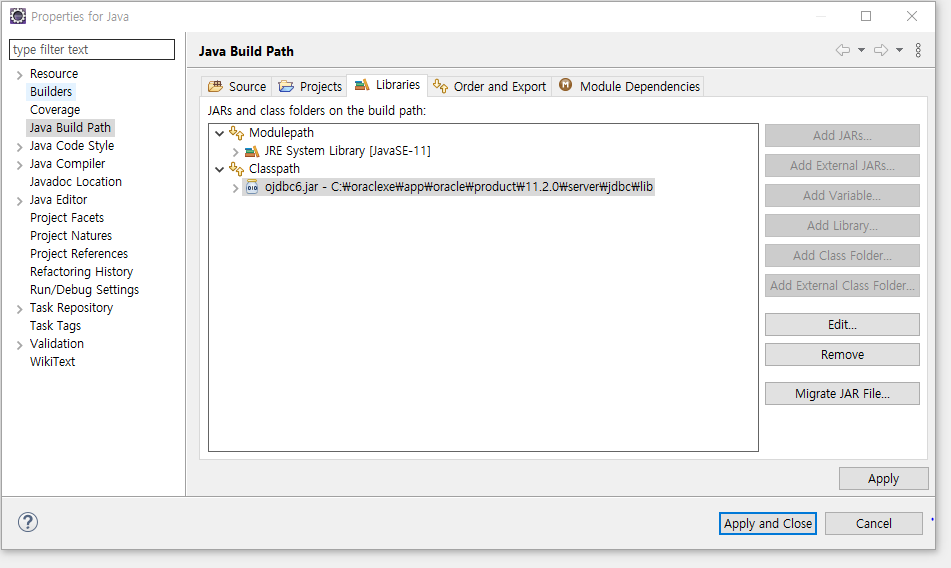 Properties for Java
type filter text
Resource
Builders
Coverage
Java Build Path
Java Code Style
Java Compiler
Javadoc Location
Java Editor
Project Facets
Project Natures
Project References
Refactoring History
Run/Debug Settings
Task Repository
Task Tags
Validation
WikiText
Java Build Path
Source Projects Libraries Order and Export Module Dependencies
JARs and class folders on the build path:
Modulepath
JRE System Library [JavaSE-11]
Classpath
ojdbc6.jar - C:₩oraclexe₩app₩oracle₩product₩11.2.0₩server₩jdbc₩lib
Add JARs...
Add External JARs...
Add Variable...
Add Library...
Add Class Folder...
Add External Class Folder...
Edit...
Remove
Migrate JAR File...
Apply
Apply and Close Cancel